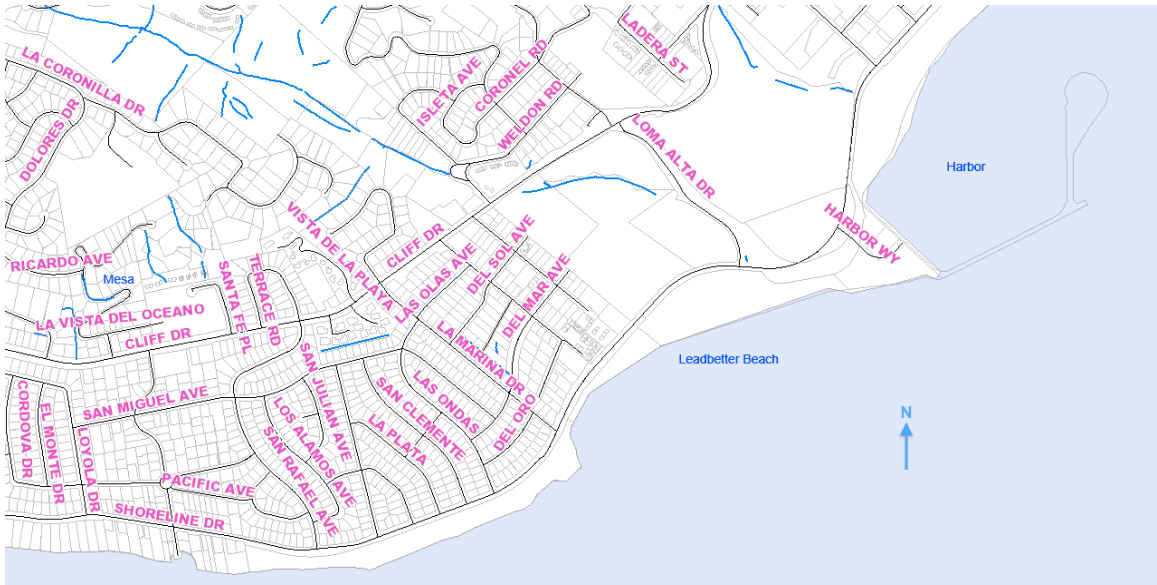 LADERA ST
LA CORONILLA DR
ISLETA AVE
CORONEL RD
WELDON RD
DOLORES DR
LOMA ALTA DR
Harbor
HARBOR WY
VISTA DE LA PLAYA
CLIFF DR
DEL SOL AVE
RICARDO AVE
Mesa
SANTA FE PL
TERRACE RD
LAS OLAS AVE
DEL MAR AVE
LA VISTA DEL OCEANO
CLIFF DR
LA MARINA DR
Leadbetter Beach
SAN JULIAN AVE
LAS ONDAS
SAN CLEMENTE
DEL ORO
CORDOVA DR
EL MONTE DR
LOYOLA DR
SAN MIGUEL AVE
LOS ALAMOS AVE
SAN RAFAEL AVE
LA PLATA
N
PACIFIC AVE
SHORELINE DR